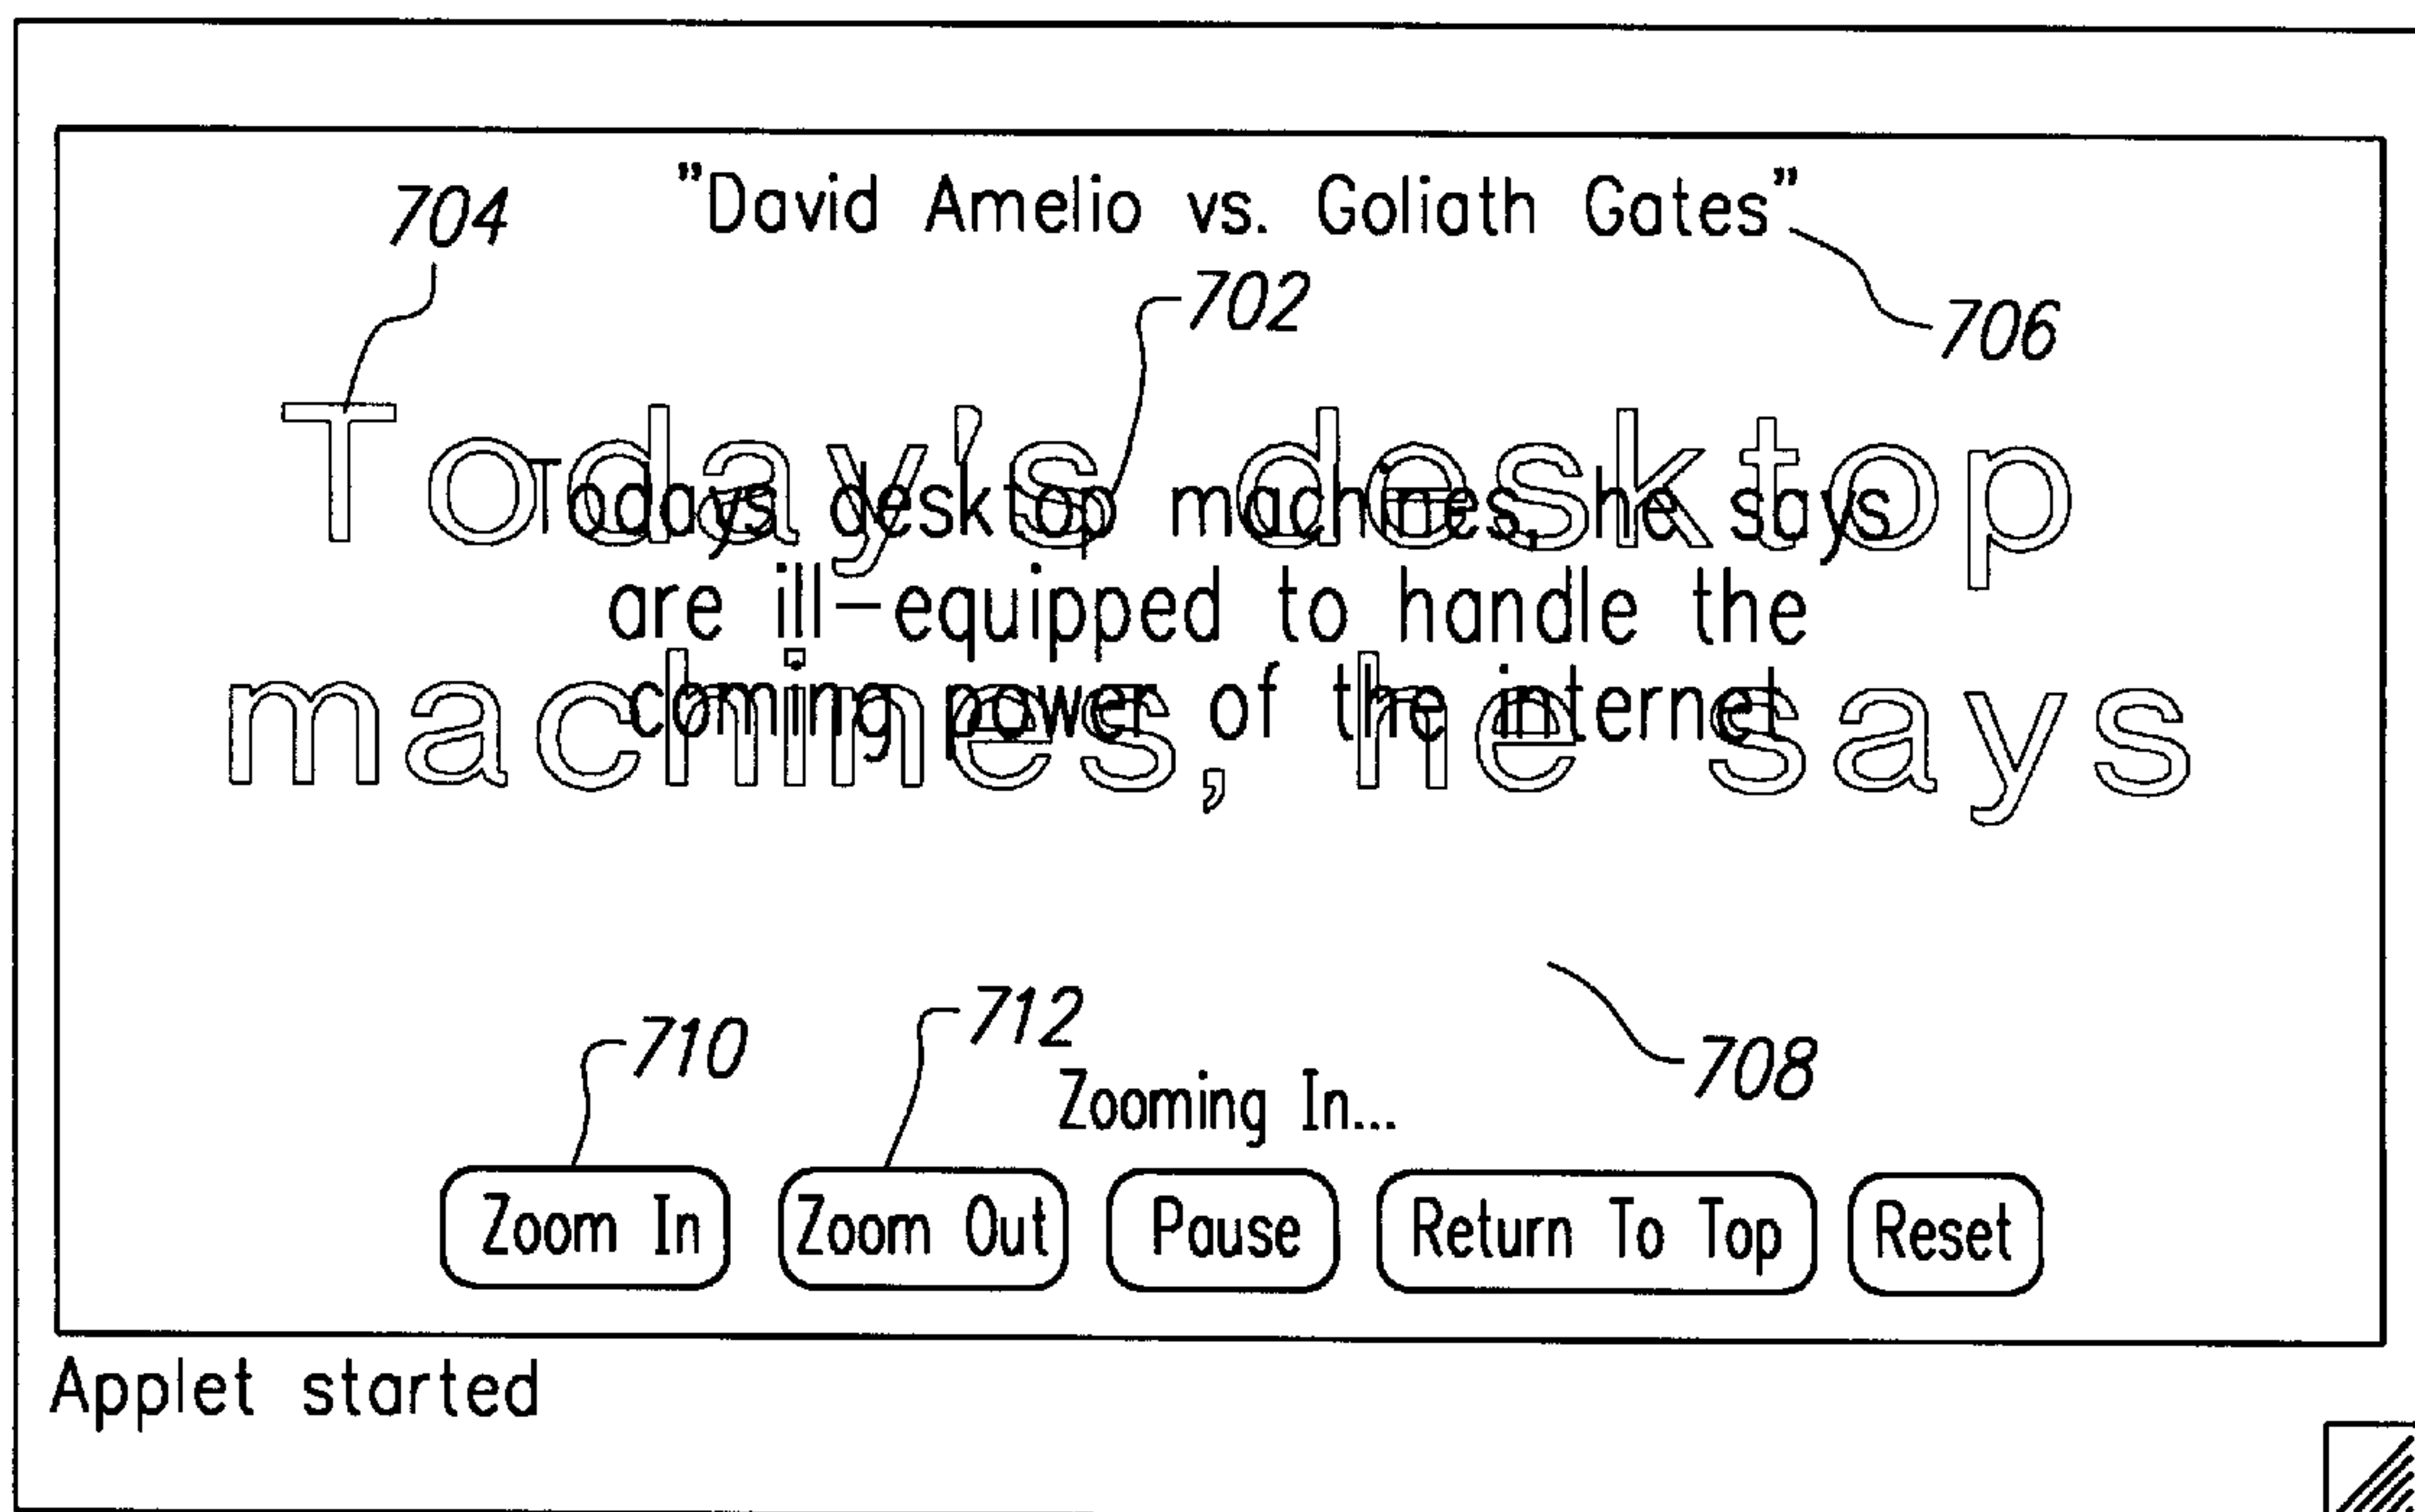 "David Amelio vs. Goliath Gates"
704
702
706
Today's desktop
Todays desktop machines, he says
are ill-equipped to handle the
machines, he says
coming power of the internet
710
712
708
Zooming In...
Zoom In Zoom Out Pause Return To Top Reset
Applet started